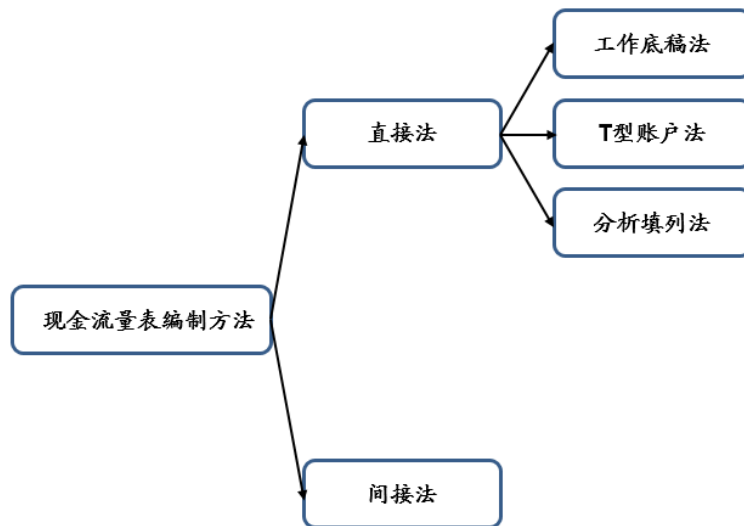 工作底稿法
直接法
T型账户法
分析填列法
现金流量表编制方法
间接法